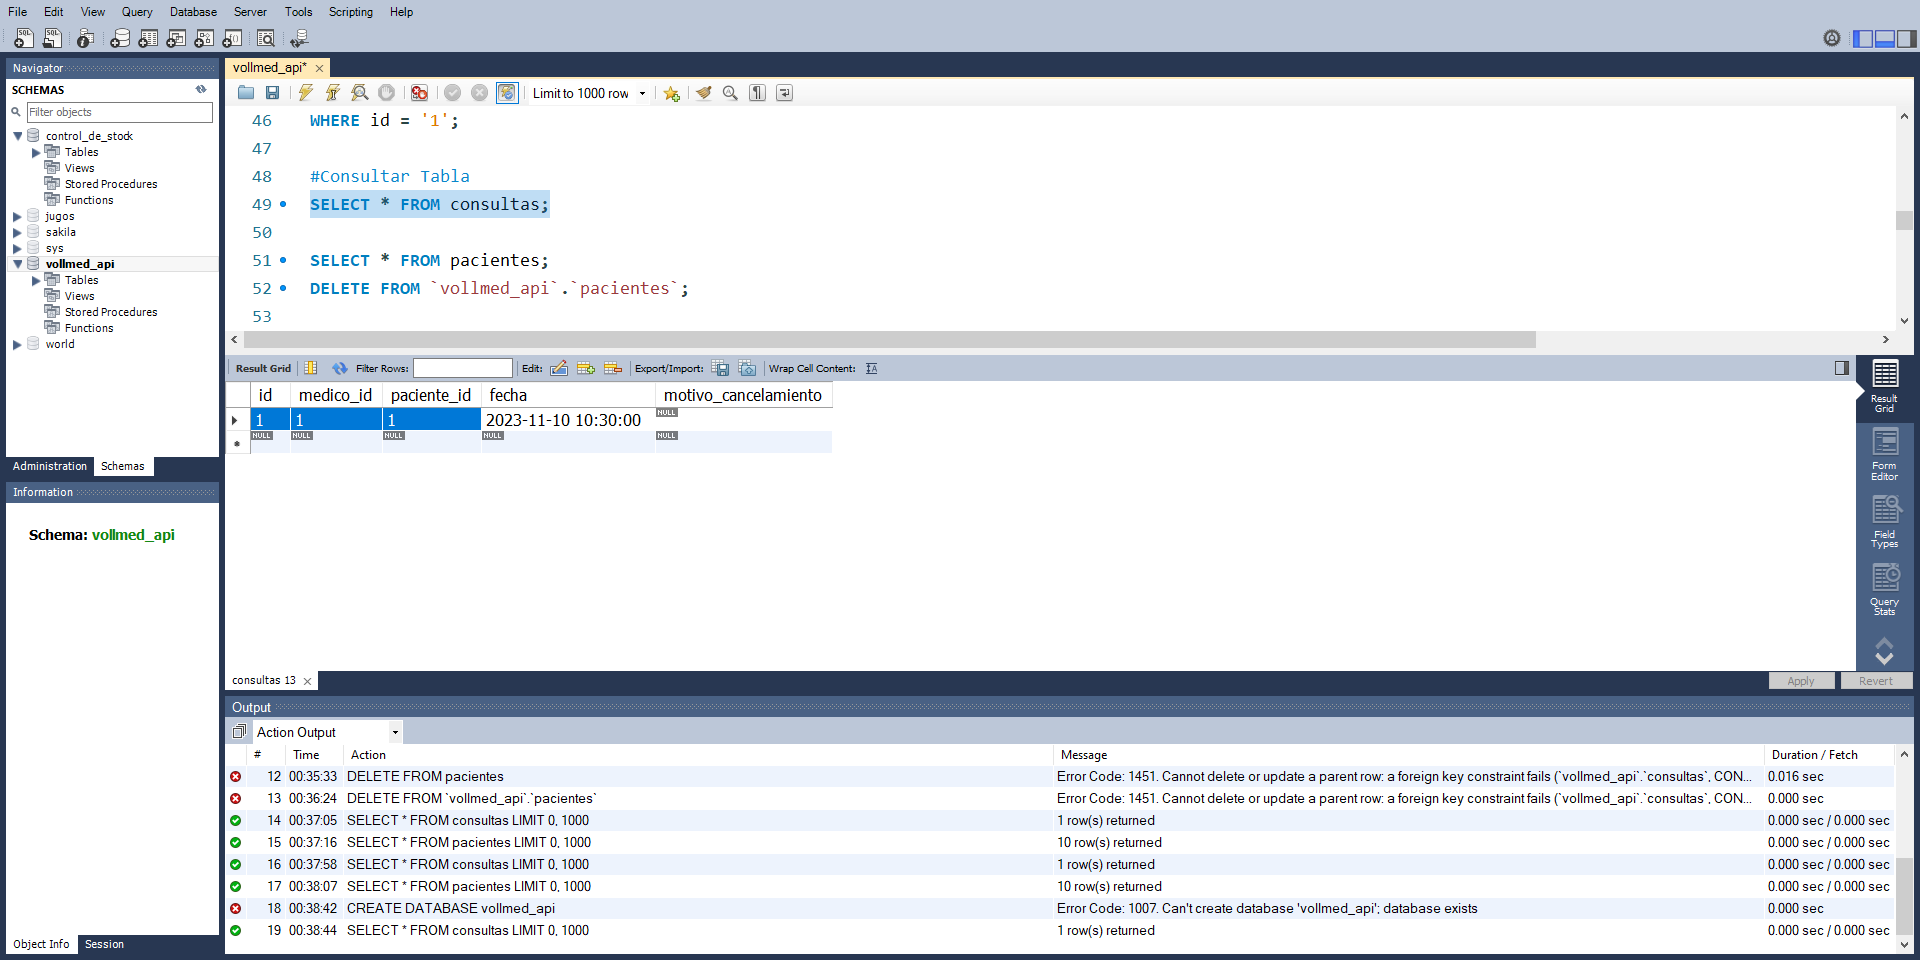 File Edit View Query Database Server Tools Scripting Help
Navigator
SCHEMAS
Filter objects
control_de_stock
Tables
Views
Stored Procedures
Functions
jugos
sakila
sys
vollmed_api
Tables
Views
Stored Procedures
Functions
world
Administration Schemas
Information
Schema: vollmed_api
Object Info Session
vollmed_api*
Limit to 1000 row
46 WHERE id = '1';
47
48 #Consultar Tabla
49 SELECT * FROM consultas;
50
51 SELECT * FROM pacientes;
52 DELETE FROM `vollmed_api`.`pacientes`;
53
Result Grid Filter Rows: Edit: Export/Import: Wrap Cell Content:
id medico_id paciente_id fecha motivo_cancelamiento
1 1 1 2023-11-10 10:30:00 NULL
NULL NULL NULL NULL NULL
Result
Grid
Form
Editor
Field
Types
Query
Stats
consultas 13
Apply Revert
Output
Action Output
# Time Action Message Duration / Fetch
12 00:35:33 DELETE FROM pacientes Error Code: 1451. Cannot delete or update a parent row: a foreign key constraint fails (`vollmed_api`.`consultas`, CON... 0.016 sec
13 00:36:24 DELETE FROM `vollmed_api`.`pacientes` Error Code: 1451. Cannot delete or update a parent row: a foreign key constraint fails (`vollmed_api`.`consultas`, CON... 0.000 sec
14 00:37:05 SELECT * FROM consultas LIMIT 0, 1000 1 row(s) returned 0.000 sec / 0.000 sec
15 00:37:16 SELECT * FROM pacientes LIMIT 0, 1000 10 row(s) returned 0.000 sec / 0.000 sec
16 00:37:58 SELECT * FROM consultas LIMIT 0, 1000 1 row(s) returned 0.000 sec / 0.000 sec
17 00:38:07 SELECT * FROM pacientes LIMIT 0, 1000 10 row(s) returned 0.000 sec / 0.000 sec
18 00:38:42 CREATE DATABASE vollmed_api Error Code: 1007. Can't create database 'vollmed_api'; database exists 0.000 sec
19 00:38:44 SELECT * FROM consultas LIMIT 0, 1000 1 row(s) returned 0.000 sec / 0.000 sec